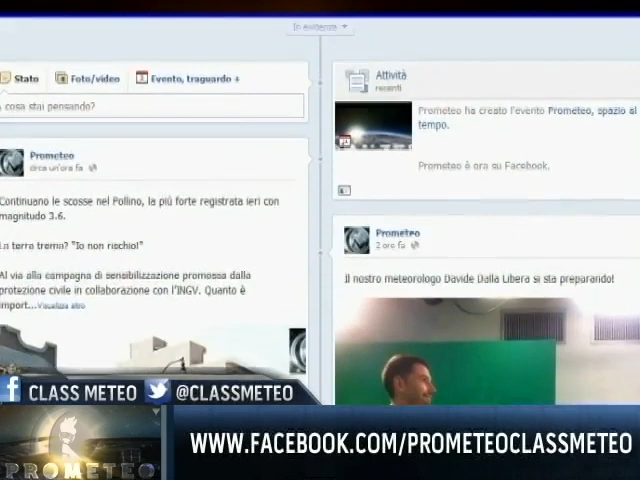 In evidenza
Stato
Foto/video
Evento, traguardo +
A cosa stai pensando?
Prometeo
circa un'ora fa
Continuano le scosse nel Pollino, la più forte registrata ieri con
magnitudo 3.6.
La terra trema? "Io non rischio!"
Al via alla campagna di sensibilizzazione promossa dalla
protezione civile in collaborazione con l'INGV. Quanto è
import...Visualizza altro
Attività
recenti
Prometeo ha creato l'evento Prometeo, spazio al
tempo.
Prometeo è ora su Facebook.
Prometeo
2 ore fa
Il nostro meteorologo Davide Dalla Libera si sta preparando!
CLASS METEO
@CLASSMETEO
PROMETEO
WWW.FACEBOOK.COM/PROMETEOCLASSMETEO